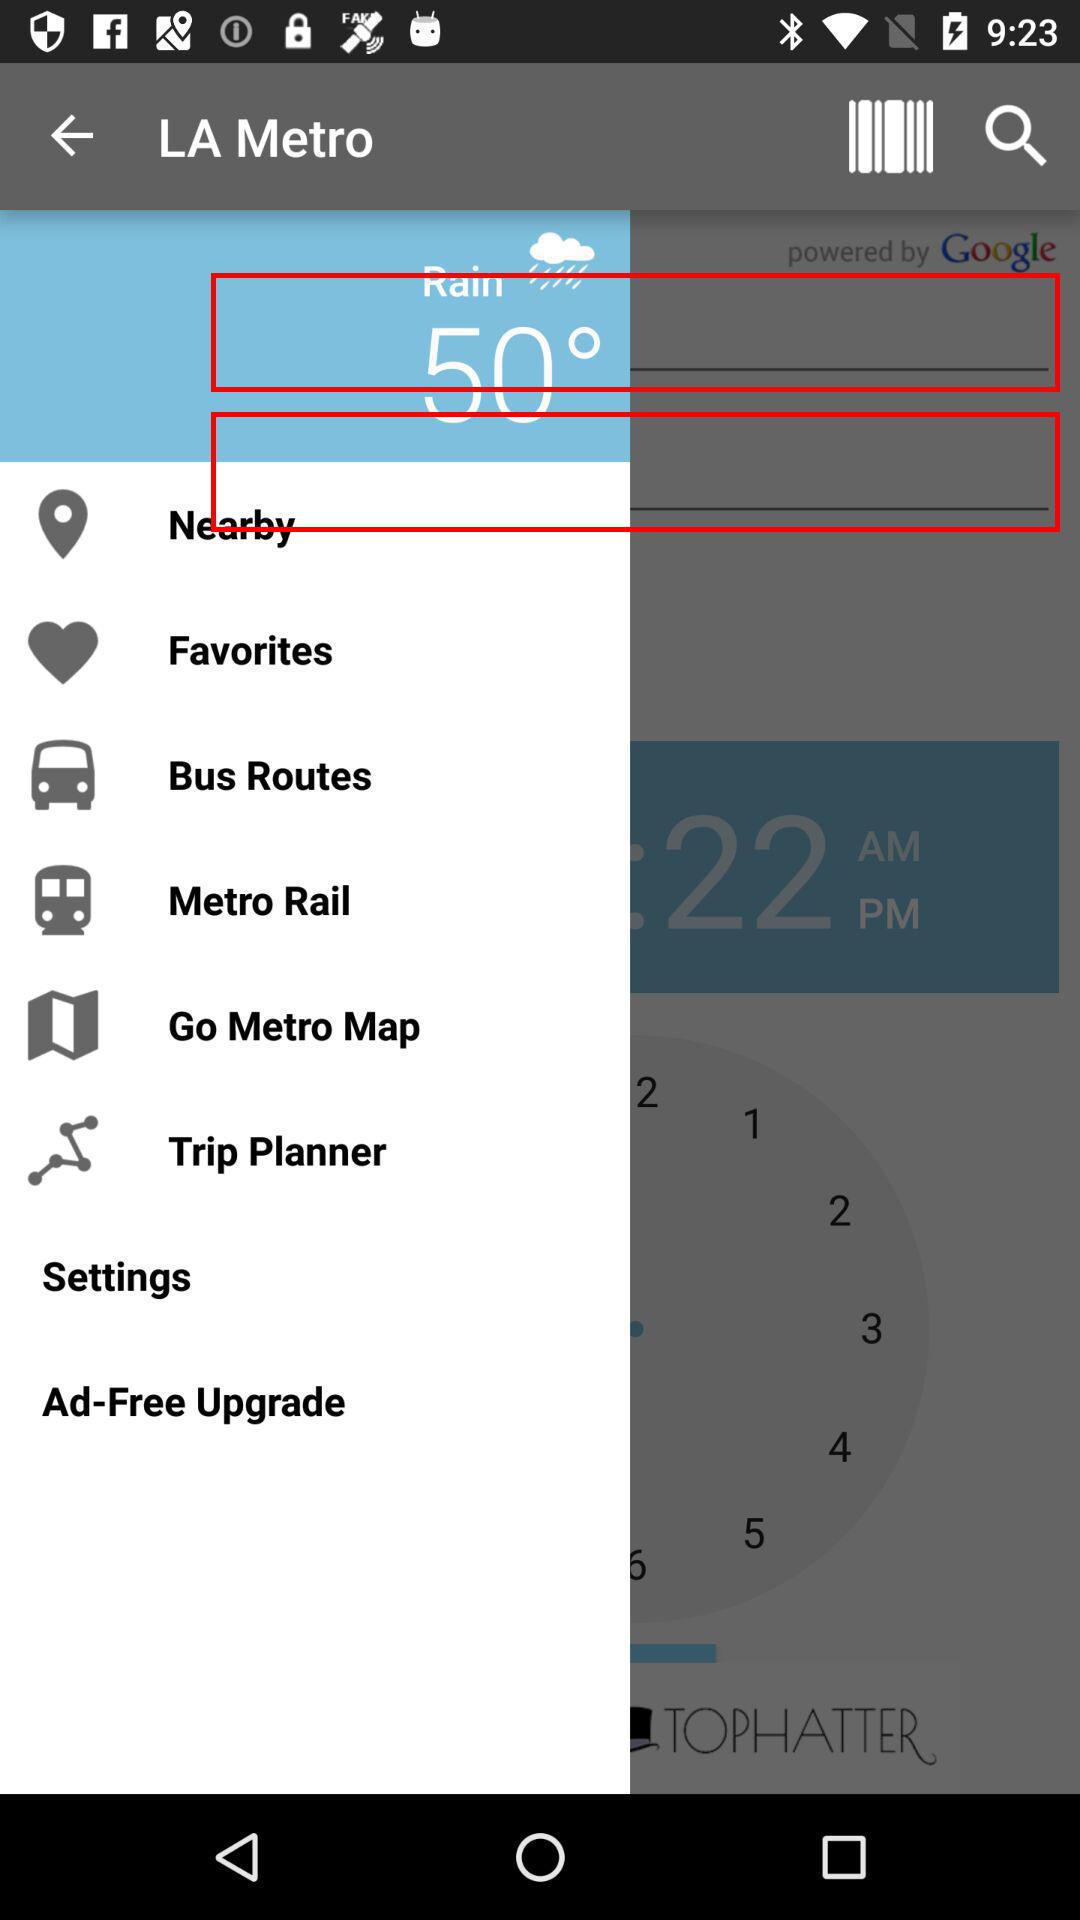 FAKE
9:23
LA Metro
powered by Google
Rain
50°
Nearby
Favorites
Bus Routes
Metro Rail
Go Metro Map
Trip Planner
Settings
Ad-Free Upgrade
:22 AM
PM
2
1
2
3
4
5
6
TOPHATTER